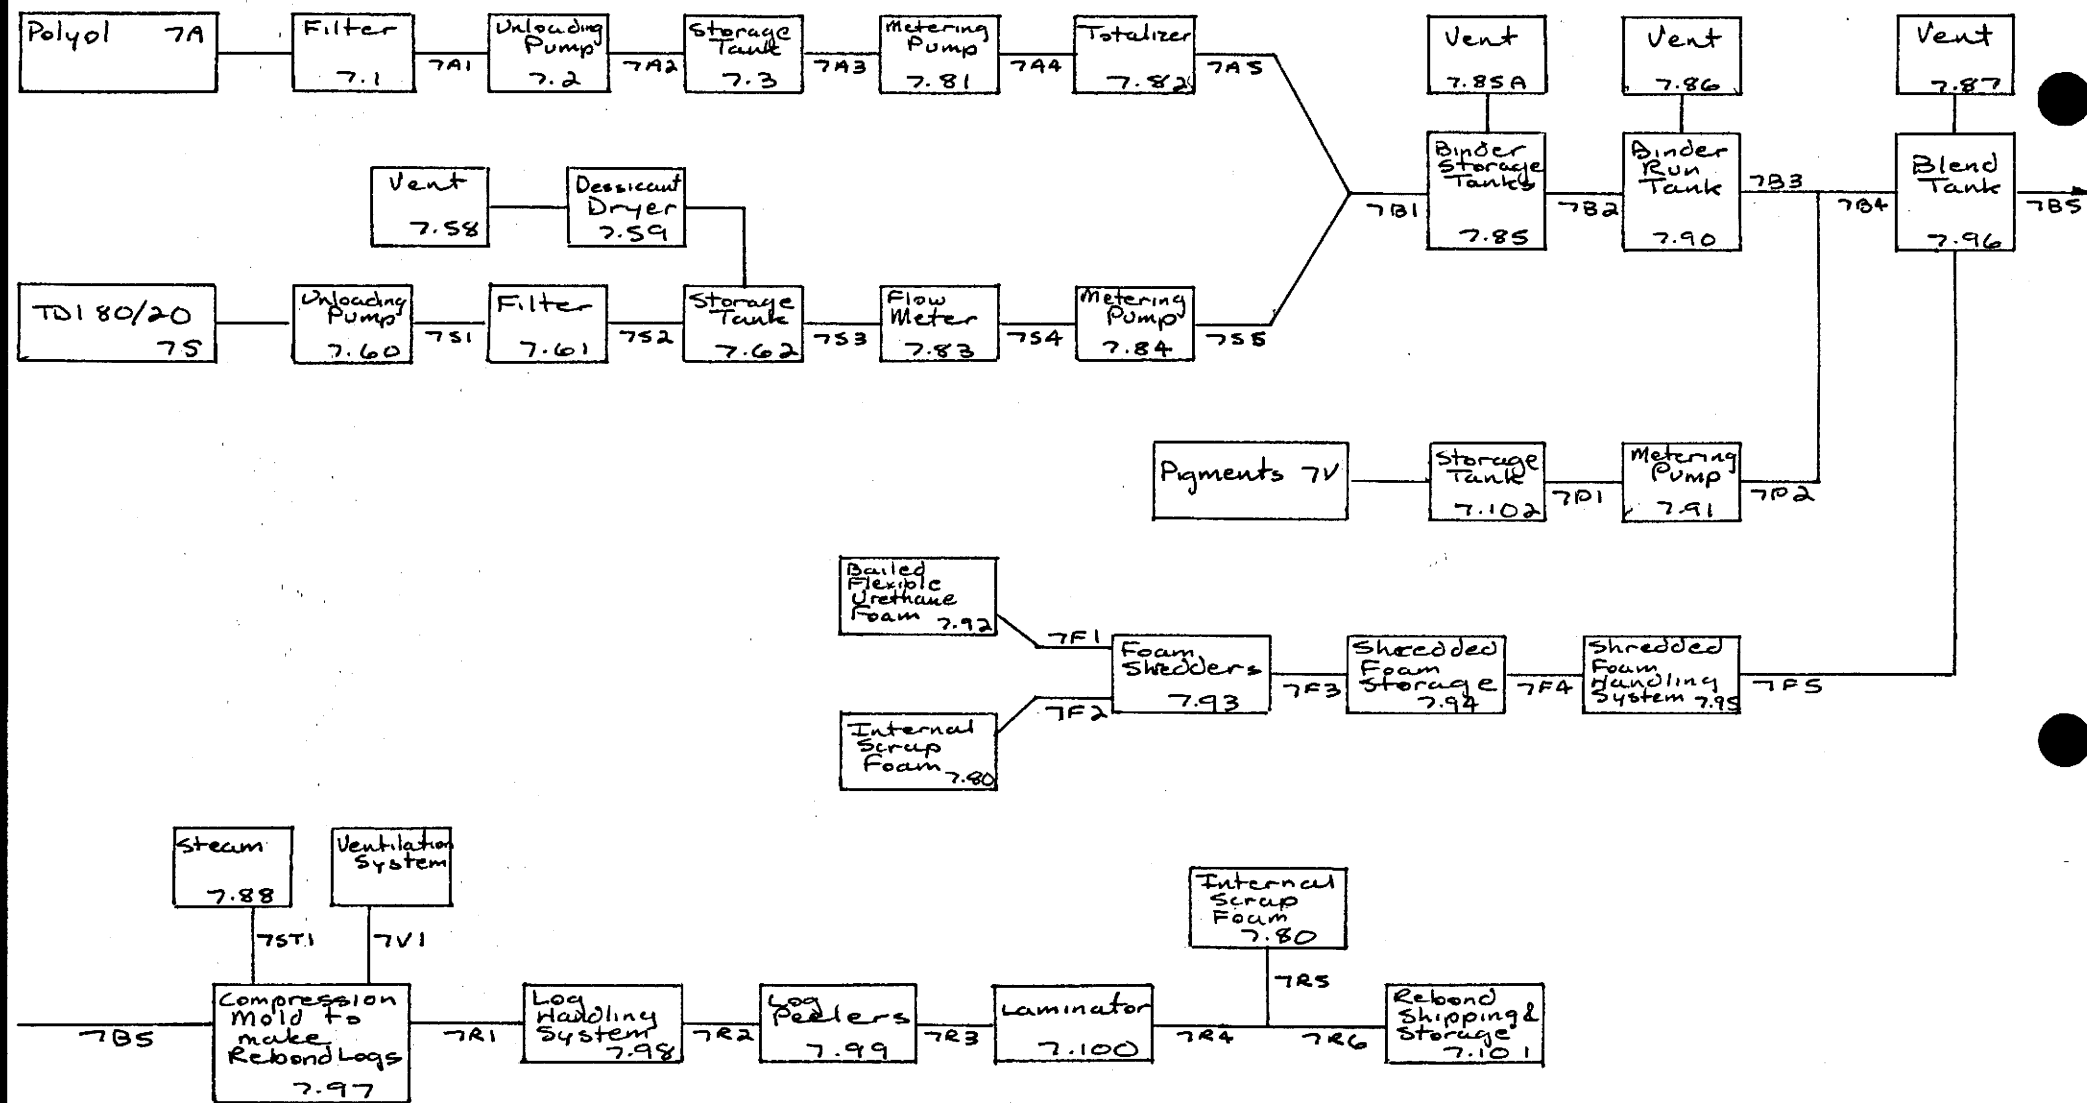 Polyol 7A
Filter
7.1
7A1
Unloading
Pump
7.2
7A2
Storage
Tank
7.3
7A3
Metering
Pump
7.81
7A4
Totalizer
7.82
7A5
Vent
7.85A
Vent
7.86
Vent
7.87
Vent
7.58
Dessicant
Dryer
7.59
7B1
Binder
Storage
Tanks
7.85
7B2
Binder
Run
Tank
7.90
7B3
7B4
Blend
Tank
7.96
7B5
TDI 80/20
7S
Unloading
Pump
7.60
7S1
Filter
7.61
7S2
Storage
Tank
7.62
7S3
Flow
Meter
7.83
7S4
Metering
Pump
7.84
7S5
Pigments 7V
Storage
Tank
7.102
7P1
Metering
Pump
7.91
7P2
Bailed
Flexible
Urethane
Foam 7.92
7F1
Internal
Scrap
Foam 7.80
7F2
Foam
Shedders
7.93
7F3
Shredded
Foam
Storage
7.94
7F4
Shredded
Foam
Handling
System 7.95
7F5
Steam
7.88
7ST1
Ventilation
System
7V1
Internal
Scrap
Foam
7.80
7R5
7B5
Compression
Mold to
make
Rebond Logs
7.97
7R1
Log
Handling
System
7.98
7R2
Log
Peelers
7.99
7R3
Laminator
7.100
7R4
7R6
Rebond
Shipping &
Storage
7.101